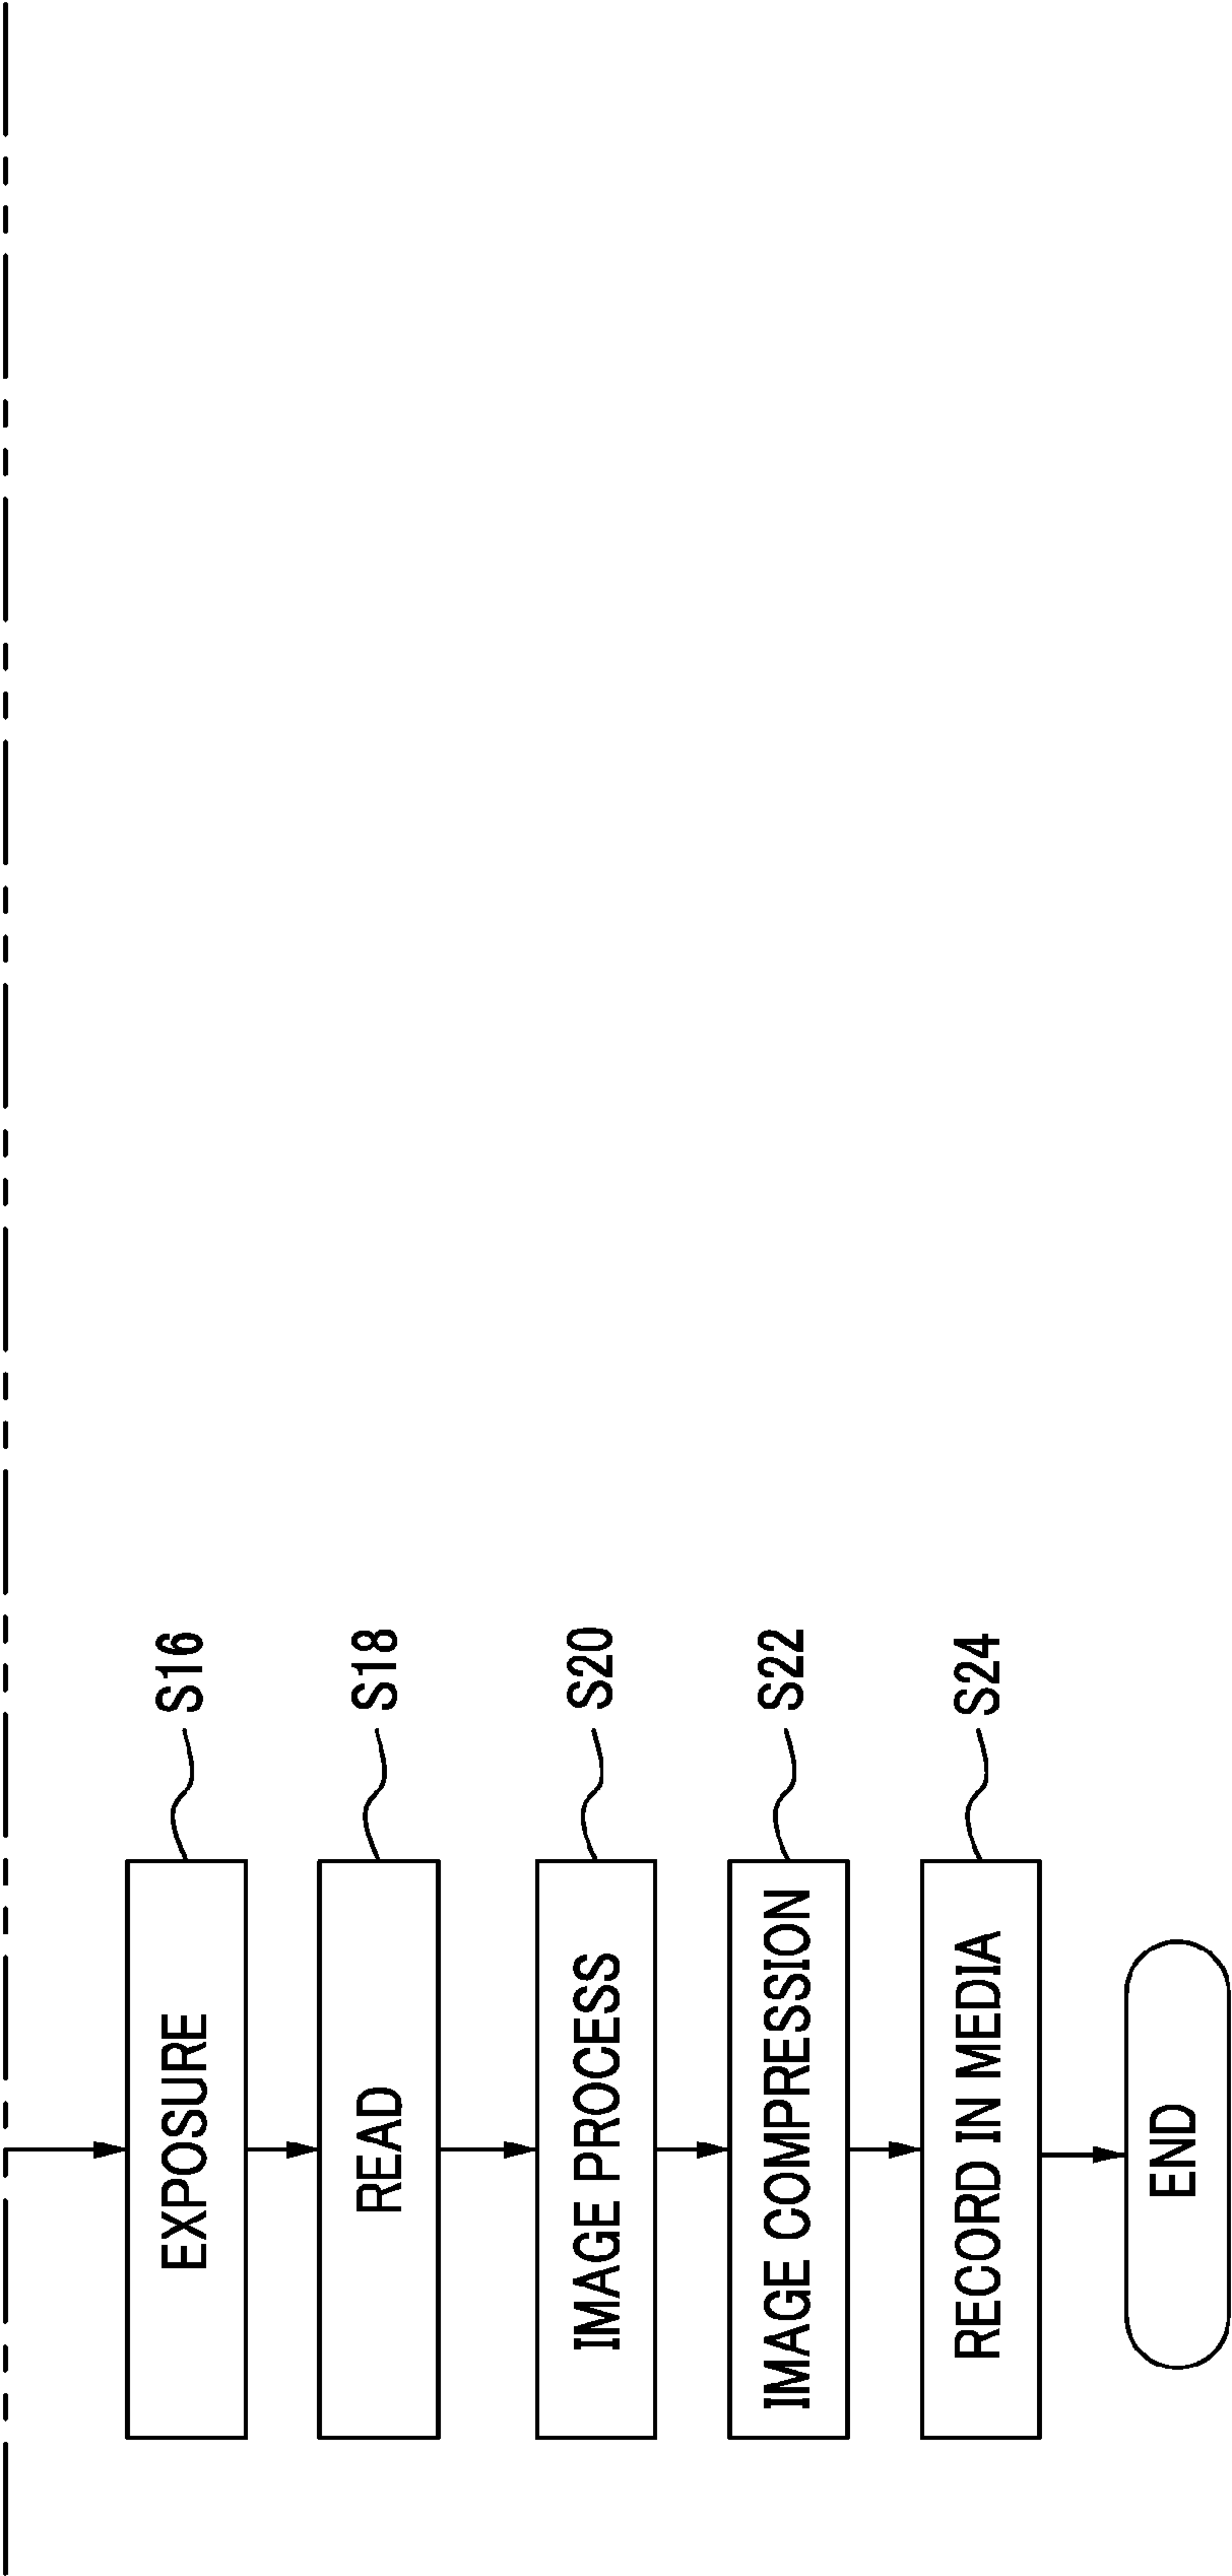 EXPOSURE
S16
READ
S18
IMAGE PROCESS
S20
IMAGE COMPRESSION
S22
RECORD IN MEDIA
S24
END